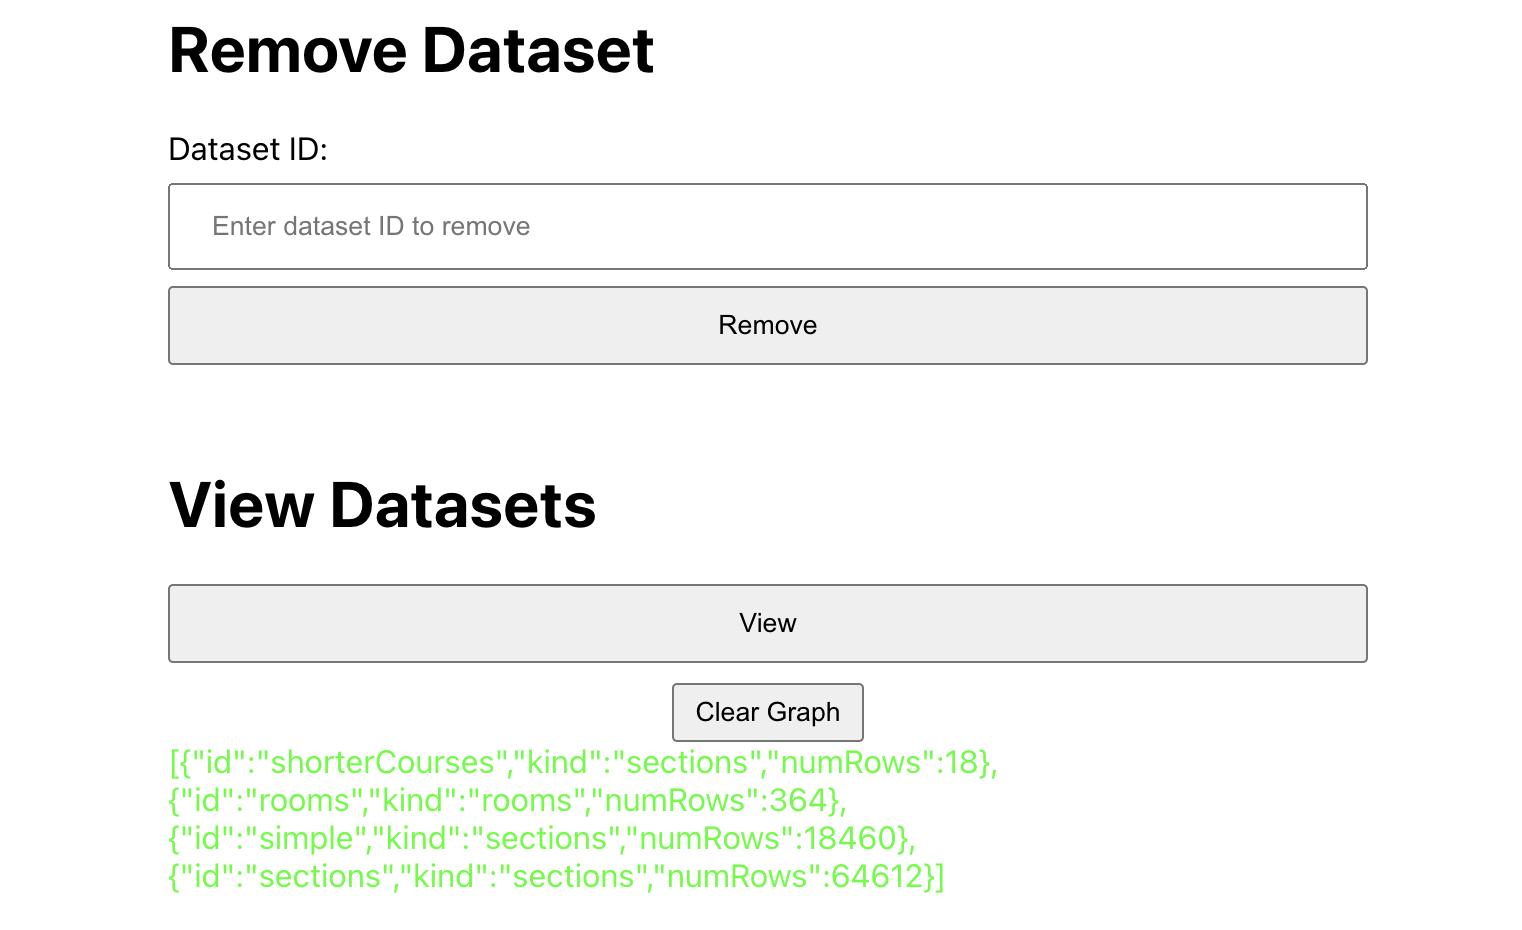 Remove Dataset
Dataset ID:
Enter dataset ID to remove
Remove
View Datasets
View
Clear Graph
[{"id":"shorterCourses","kind":"sections","numRows":18},
{"id":"rooms","kind":"rooms","numRows":364},
{"id":"simple","kind":"sections","numRows":18460},
{"id":"sections","kind":"sections","numRows":64612}]